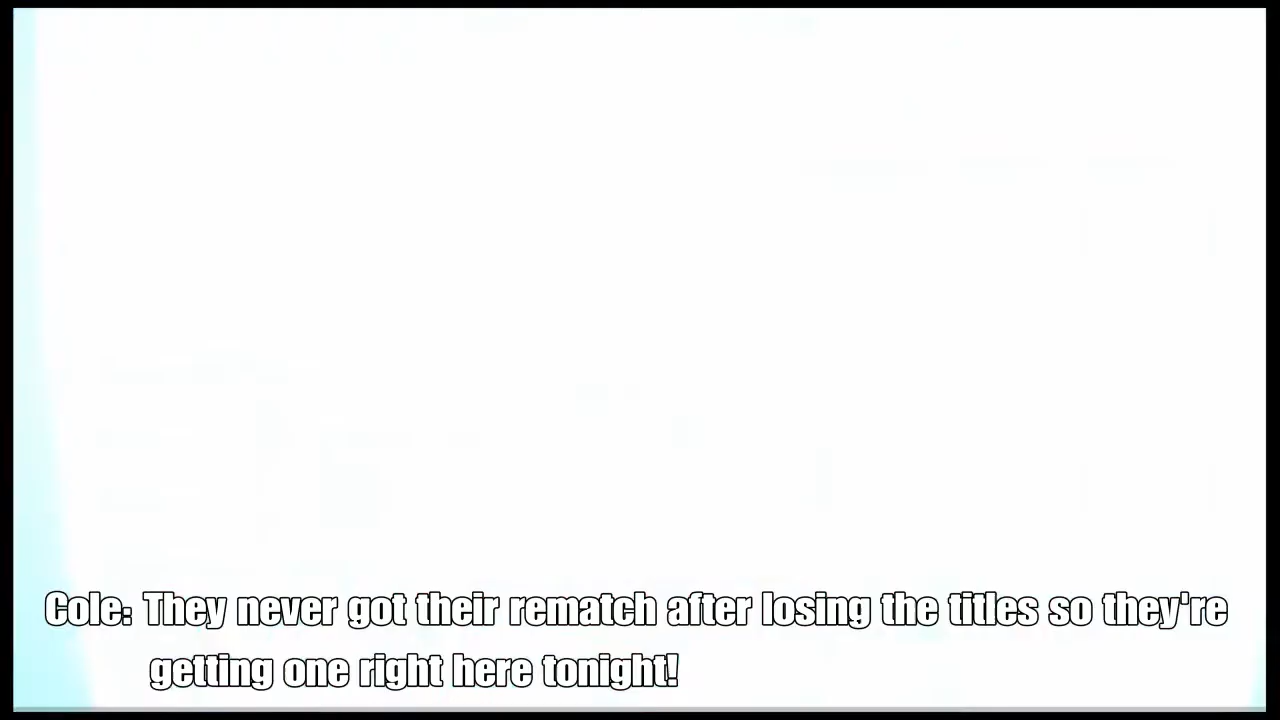 Cole: They never got their rematch after losing the titles so they're
getting one right here tonight!